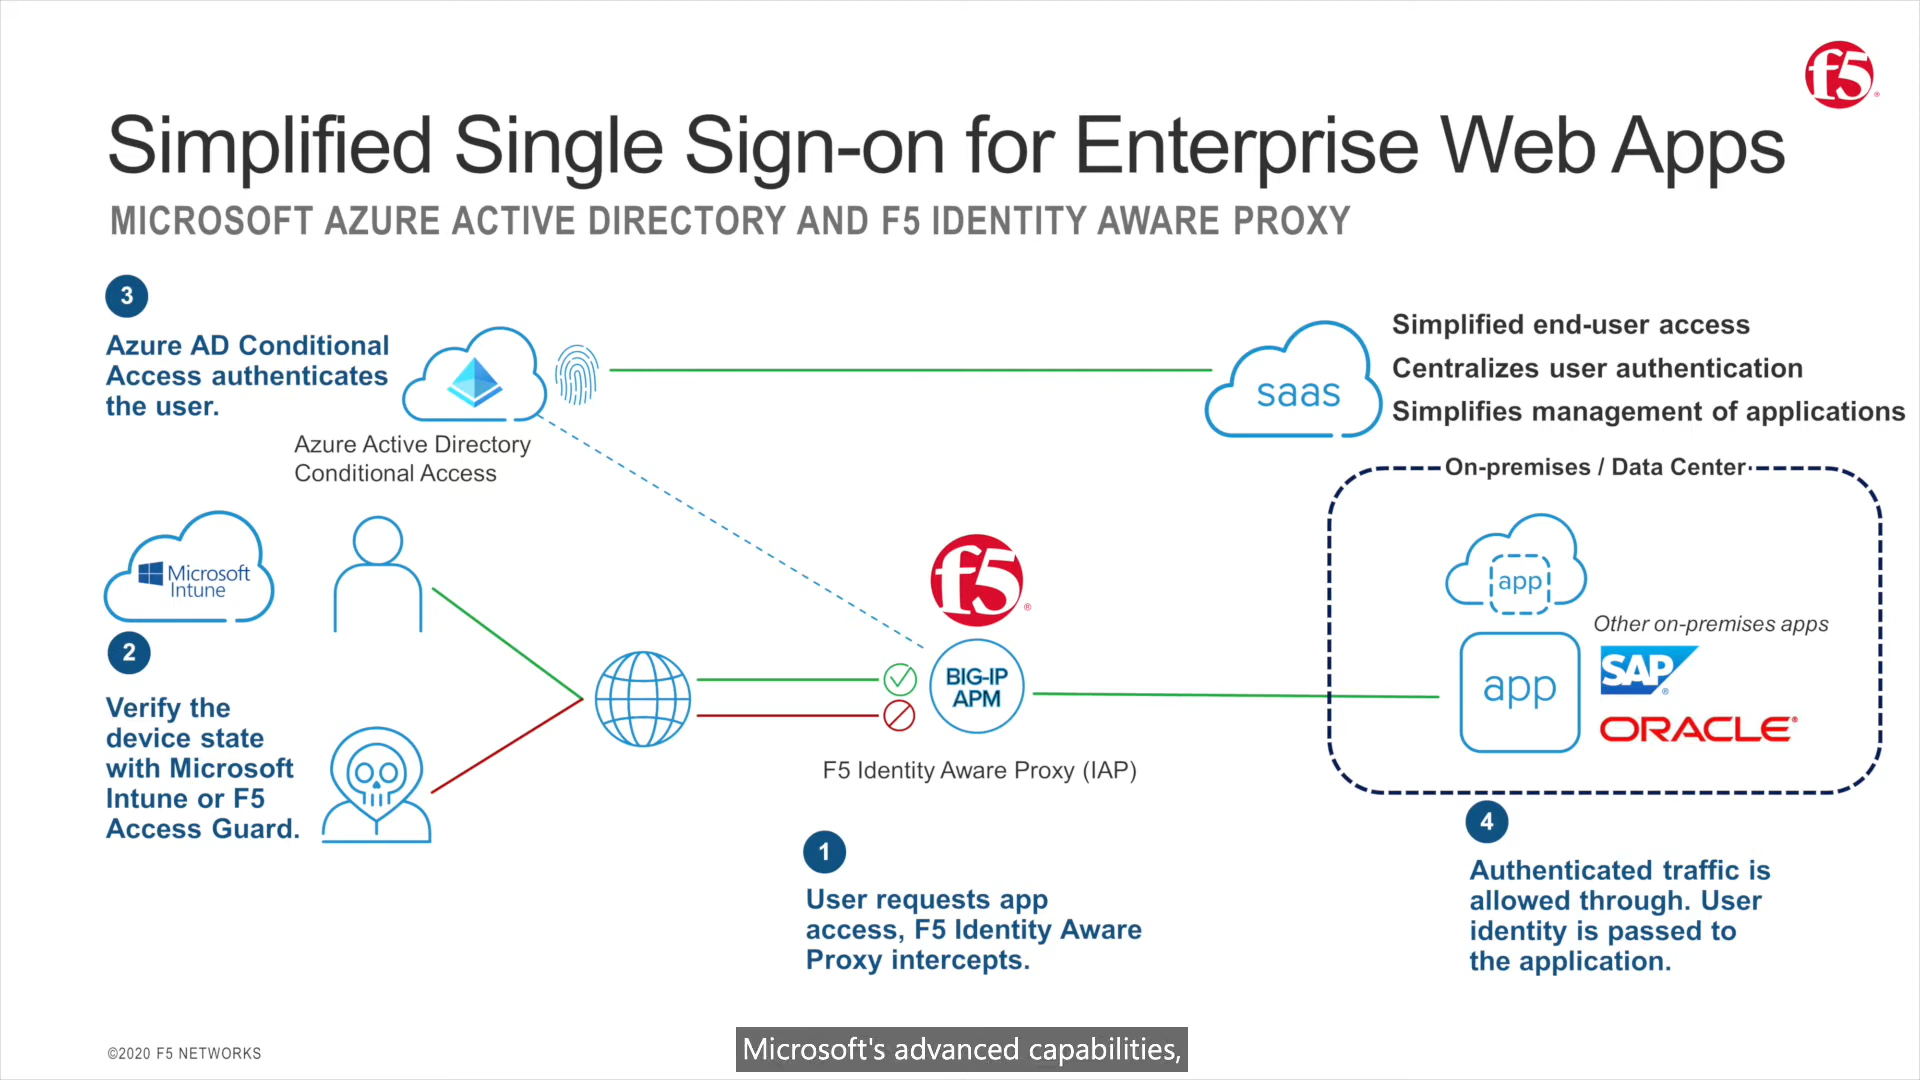 f5
Simplified Single Sign-on for Enterprise Web Apps
MICROSOFT AZURE ACTIVE DIRECTORY AND F5 IDENTITY AWARE PROXY
3
Azure AD Conditional
Access authenticates
the user.
Azure Active Directory
Conditional Access
saas
Simplified end-user access
Centralizes user authentication
Simplifies management of applications
On-premises / Data Center
Microsoft
Intune
2
Verify the
device state
with Microsoft
Intune or F5
Access Guard.
f5
BIG-IP
APM
F5 Identity Aware Proxy (IAP)
1
User requests app
access, F5 Identity Aware
Proxy intercepts.
app
Other on-premises apps
app
SAP
ORACLE
4
Authenticated traffic is
allowed through. User
identity is passed to
the application.
©2020 F5 NETWORKS
Microsoft's advanced capabilities,